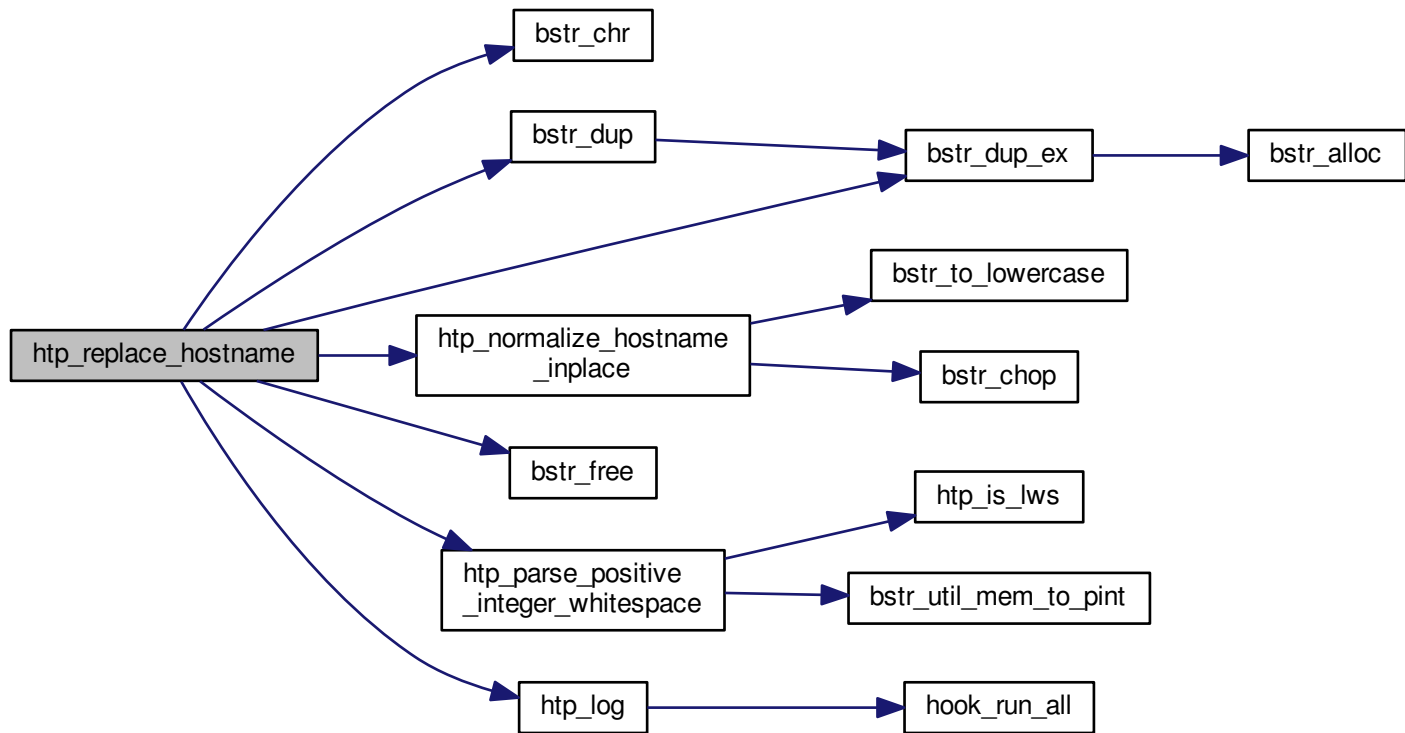 bstr_chr
bstr_dup
bstr_dup_ex
bstr_alloc
bstr_to_lowercase
htp_replace_hostname
htp_normalize_hostname
_inplace
bstr_chop
bstr_free
htp_is_lws
htp_parse_positive
_integer_whitespace
bstr_util_mem_to_pint
htp_log
hook_run_all